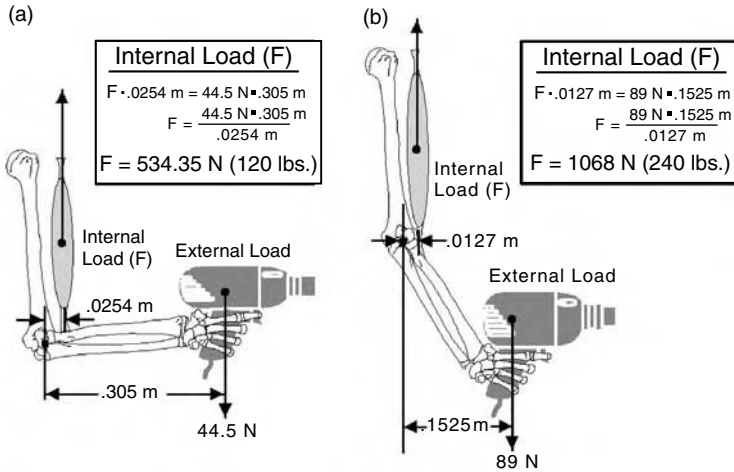 (a)
Internal Load (F)
F▪.0254 m = 44.5 N▪.305 m
F = 44.5 N▪.305 m
.0254 m
F = 534.35 N (120 lbs.)
Internal
Load (F)
External Load
.0254 m
.305 m
44.5 N
(b)
Internal Load (F)
F▪.0127 m = 89 N▪.1525 m
F = 89 N▪.1525 m
.0127 m
F = 1068 N (240 lbs.)
Internal
Load (F)
.0127 m
External Load
.1525 m
89 N